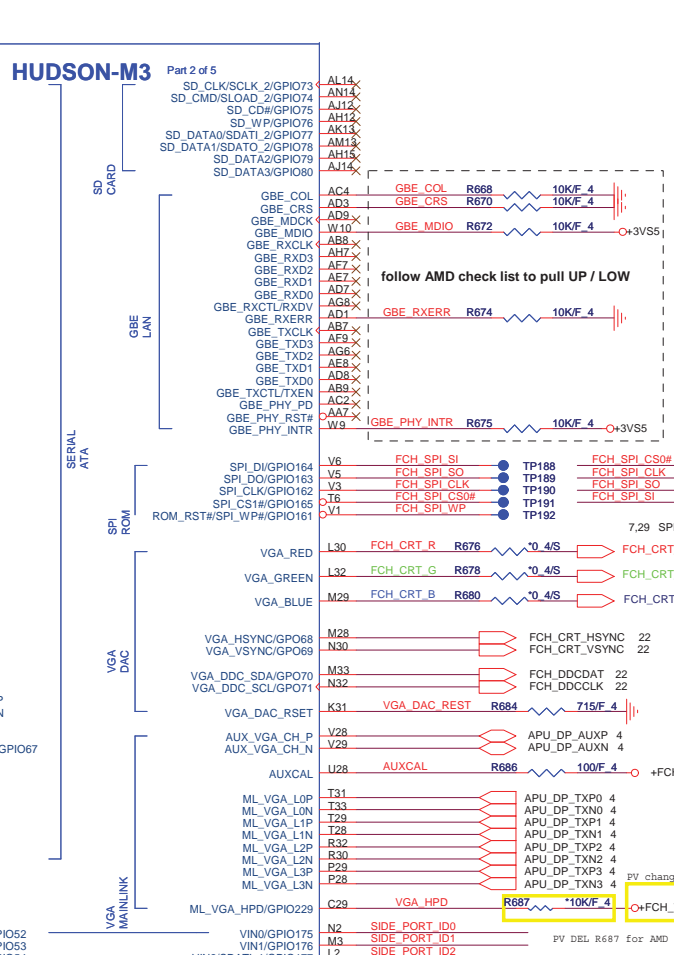 HUDSON-M3 Part 2 of 5
SD_CLK/SCLK_2/GPIO73 AL14
SD_CMD/SLOAD_2/GPIO74 AN14
SD_CD#/GPIO75 AJ12
SD_WP/GPIO76 AH12
SD_DATA0/SDATI_2/GPIO77 AK13
SD_DATA1/SDATO_2/GPIO78 AM13
SD_DATA2/GPIO79 AH15
SD_DATA3/GPIO80 AJ14
SD
CARD
GBE_COL AC4 GBE_COL R668 10K/F_4
GBE_CRS AD3 GBE_CRS R670 10K/F_4
GBE_MDCK AD9
GBE_MDIO W10 GBE_MDIO R672 10K/F_4 +3VS5
GBE_RXCLK AB8
GBE_RXD3 AH7
GBE_RXD2 AF7
GBE_RXD1 AE7
GBE_RXD0 AD7
follow AMD check list to pull UP / LOW
GBE_RXCTL/RXDV AG8
GBE_RXERR AD1 GBE_RXERR R674 10K/F_4
GBE
LAN
GBE_TXCLK AB7
GBE_TXD3 AF9
GBE_TXD2 AG6
GBE_TXD1 AE8
GBE_TXD0 AD8
GBE_TXCTL/TXEN AB9
GBE_PHY_PD AC2
GBE_PHY_RST# AA7
GBE_PHY_INTR W9 GBE_PHY_INTR R675 10K/F_4 +3VS5
SERIAL
ATA
SPI_DI/GPIO164 V6 FCH_SPI_SI TP188 FCH_SPI_CS0#
SPI_DO/GPIO163 V5 FCH_SPI_SO TP189 FCH_SPI_CLK
SPI_CLK/GPIO162 V3 FCH_SPI_CLK TP190 FCH_SPI_SO
SPI_CS1#/GPIO165 T6 FCH_SPI_CS0# TP191 FCH_SPI_SI
ROM_RST#/SPI_WP#/GPIO161 V1 FCH_SPI_WP TP192
SPI
ROM
7,29 SPI
VGA_RED L30 FCH_CRT_R R676 *0_4/S FCH_CRT
VGA_GREEN L32 FCH_CRT_G R678 *0_4/S FCH_CRT
VGA_BLUE M29 FCH_CRT_B R680 *0_4/S FCH_CRT
VGA_HSYNC/GPO68 M28 FCH_CRT_HSYNC 22
VGA_VSYNC/GPO69 N30 FCH_CRT_VSYNC 22
VGA
DAC
VGA_DDC_SDA/GPO70 M33 FCH_DDCDAT 22
VGA_DDC_SCL/GPO71 N32 FCH_DDCCLK 22
VGA_DAC_RSET K31 VGA_DAC_REST R684 715/F_4
AUX_VGA_CH_P V28 APU_DP_AUXP 4
AUX_VGA_CH_N V29 APU_DP_AUXN 4
GPIO67
AUXCAL U28 AUXCAL R686 100/F_4 +FCH
ML_VGA_L0P T31 APU_DP_TXP0 4
ML_VGA_L0N T33 APU_DP_TXN0 4
ML_VGA_L1P T29 APU_DP_TXP1 4
ML_VGA_L1N T28 APU_DP_TXN1 4
ML_VGA_L2P R32 APU_DP_TXP2 4
ML_VGA_L2N R30 APU_DP_TXN2 4
ML_VGA_L3P P29 APU_DP_TXP3 4
ML_VGA_L3N P28 APU_DP_TXN3 4
PV chang
VGA
MAINLINK
ML_VGA_HPD/GPIO229 C29 VGA_HPD R687 *10K/F_4 +FCH_
PIO52 VIN0/GPIO175 N2 SIDE_PORT_ID0
PIO53 VIN1/GPIO176 M3 SIDE_PORT_ID1
PV DEL R687 for AMD
L2 SIDE_PORT_ID2